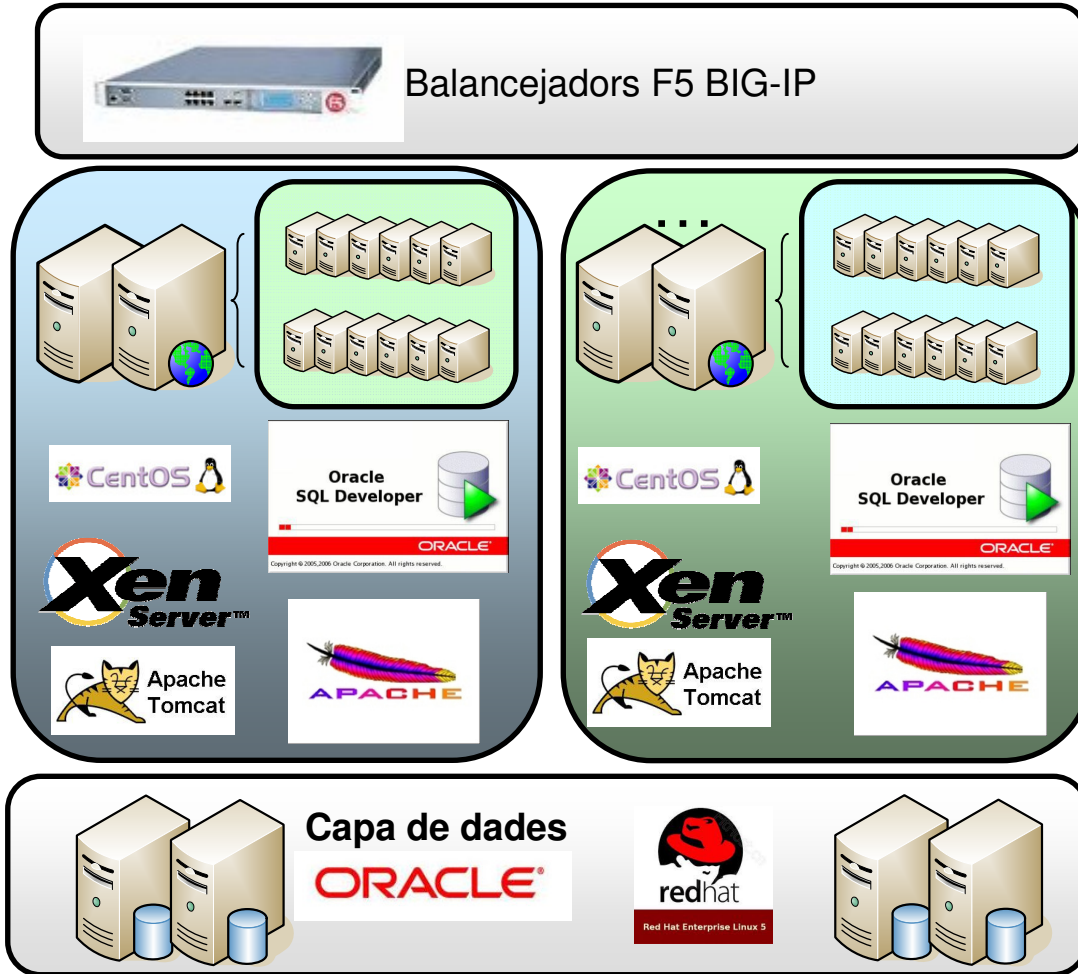 Balancejadors F5 BIG-IP
...
CentOS
Oracle
SQL Developer
ORACLE®
Copyright © 2005,2006 Oracle Corporation. All rights reserved.
Xen
Server™
Apache
Tomcat
APACHE
CentOS
Oracle
SQL Developer
ORACLE®
Copyright © 2005,2006 Oracle Corporation. All rights reserved.
Xen
Server™
Apache
Tomcat
APACHE
Capa de dades
ORACLE®
redhat
Red Hat Enterprise Linux 5